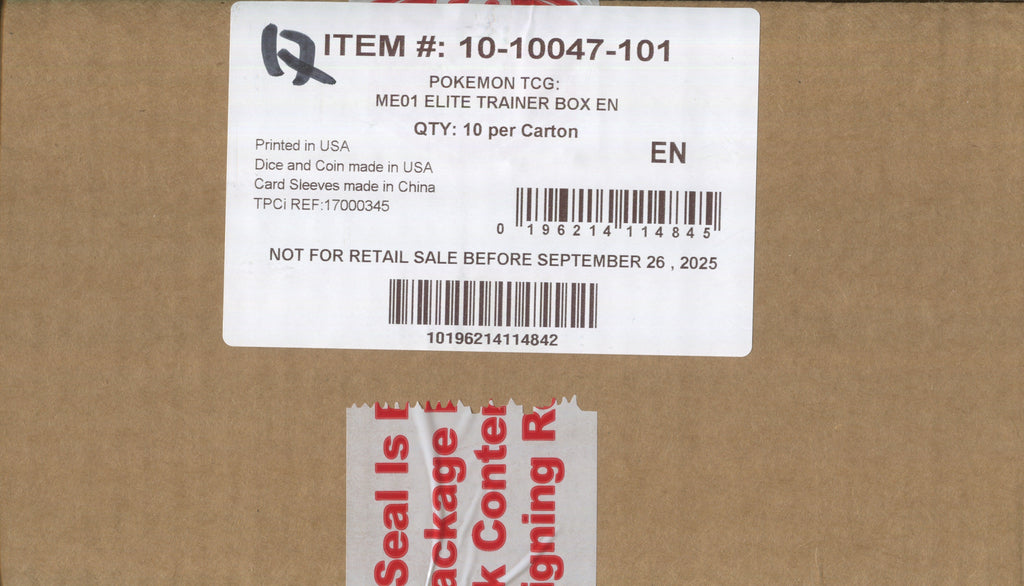 ITEM #: 10-10047-101
POKEMON TCG:
ME01 ELITE TRAINER BOX EN
QTY: 10 per Carton
Printed in USA
Dice and Coin made in USA
Card Sleeves made in China
TPCi REF:17000345
EN
0 196214 114845
NOT FOR RETAIL SALE BEFORE SEPTEMBER 26 , 2025
10196214114842
Seal Is
ackage
k Conten
igning Re